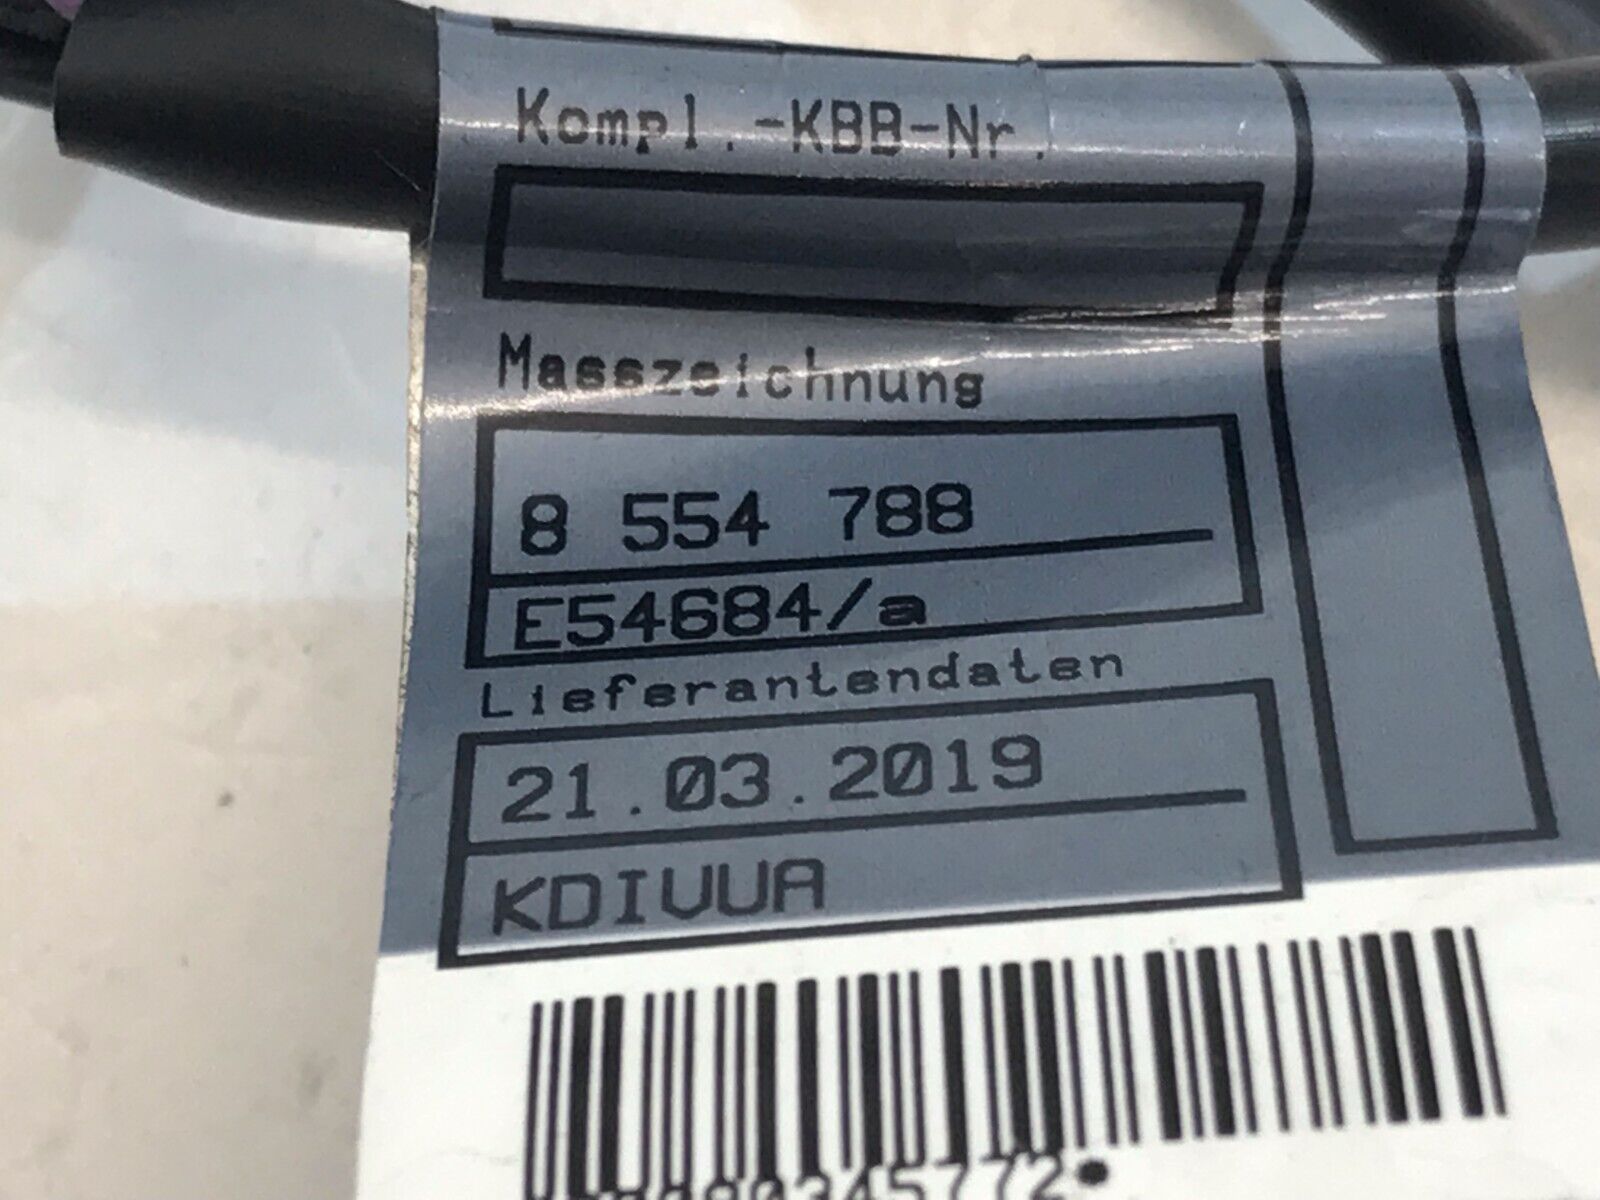 Kompl.-KBB-Nr.
Masszeichnung
8 554 788
E54684/a
Lieferantendaten
21.03.2019
KDIVUA